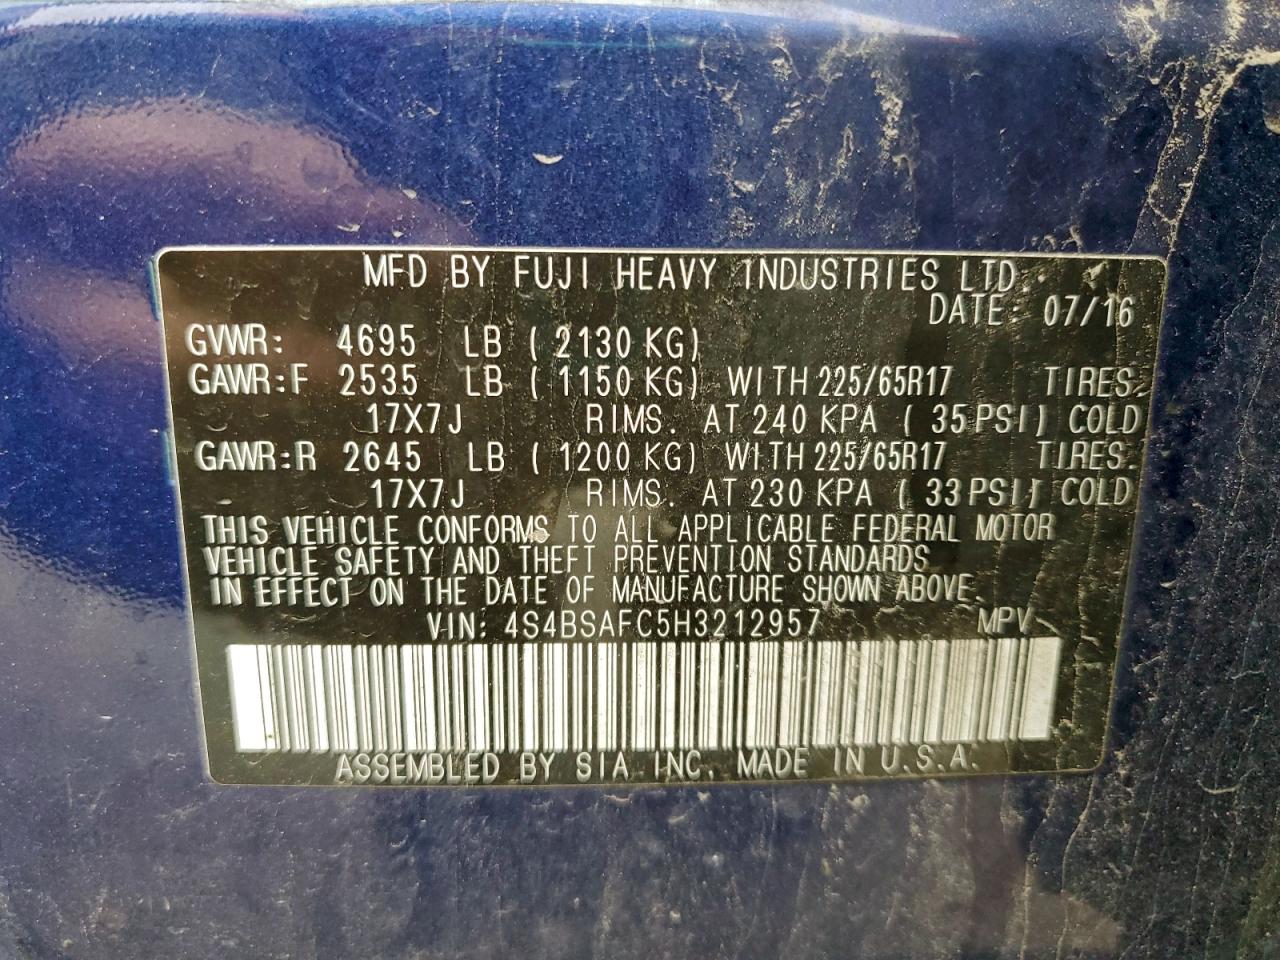 MFD BY FUJI HEAVY INDUSTRIES LTD.
DATE: 07/16
GVWR: 4695 LB ( 2130 KG)
GAWR:F 2535 LB ( 1150 KG) WITH 225/65R17 TIRES.
17X7J RIMS. AT 240 KPA ( 35 PSI) COLD
GAWR:R 2645 LB ( 1200 KG) WITH 225/65R17 TIRES.
17X7J RIMS. AT 230 KPA ( 33 PSI) COLD
THIS VEHICLE CONFORMS TO ALL APPLICABLE FEDERAL MOTOR
VEHICLE SAFETY AND THEFT PREVENTION STANDARDS
IN EFFECT ON THE DATE OF MANUFACTURE SHOWN ABOVE.
VIN: 4S4BSAFC5H3212957 MPV
ASSEMBLED BY SIA INC. MADE IN U.S.A.